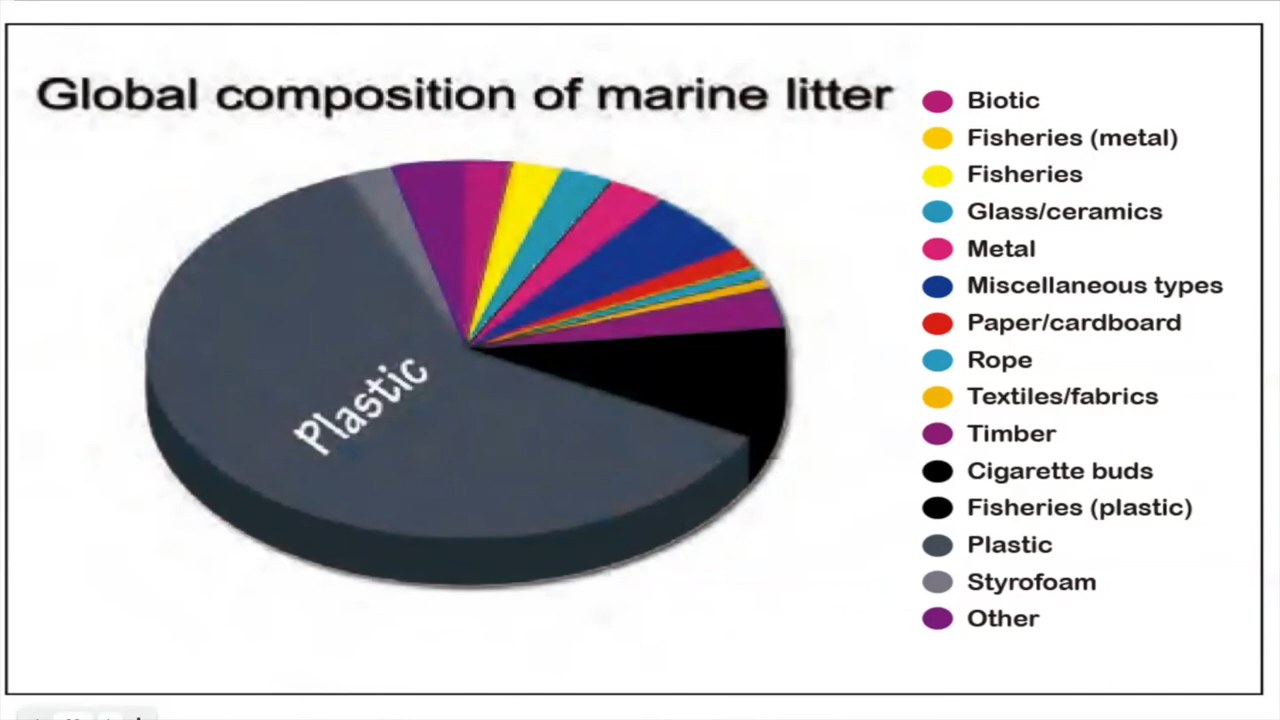 Global composition of marine litter
Biotic
Fisheries (metal)
Fisheries
Glass/ceramics
Metal
Miscellaneous types
Paper/cardboard
Rope
Textiles/fabrics
Timber
Cigarette buds
Fisheries (plastic)
Plastic
Styrofoam
Other
Plastic